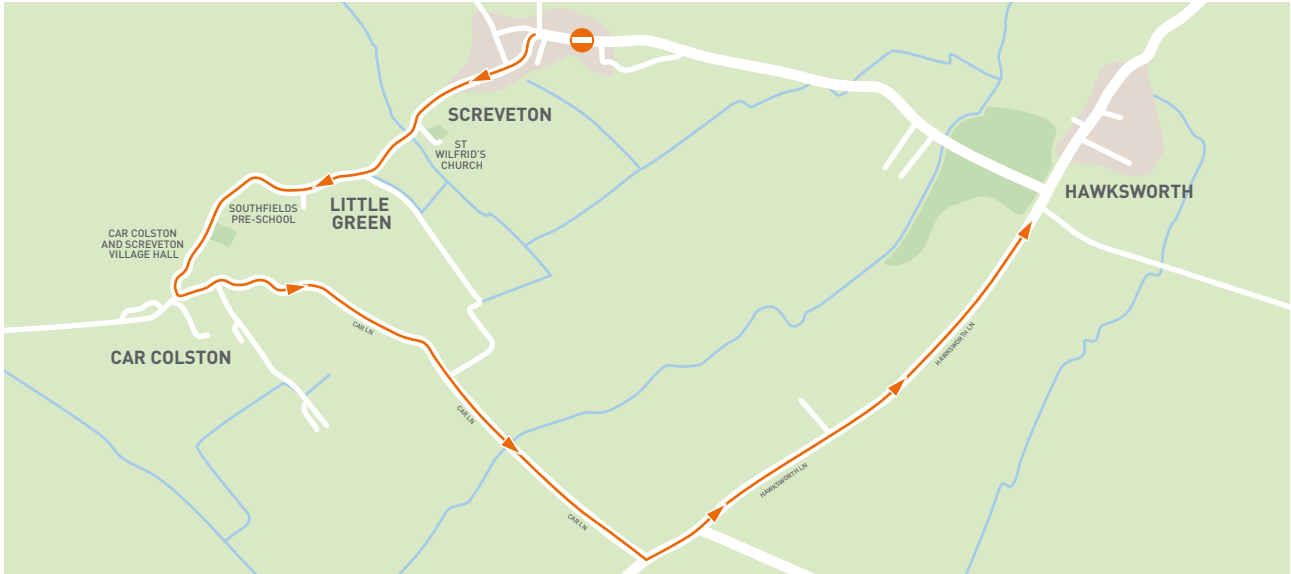 SCREVETON
ST
WILFRID'S
CHURCH
HAWKSWORTH
SOUTHFIELDS
PRE-SCHOOL
LITTLE
GREEN
CAR COLSTON
AND SCREVETON
VILLAGE HALL
CAR LN
CAR COLSTON
HAWKSWORTH LN
CAR LN
HAWKSWORTH LN
CAR LN